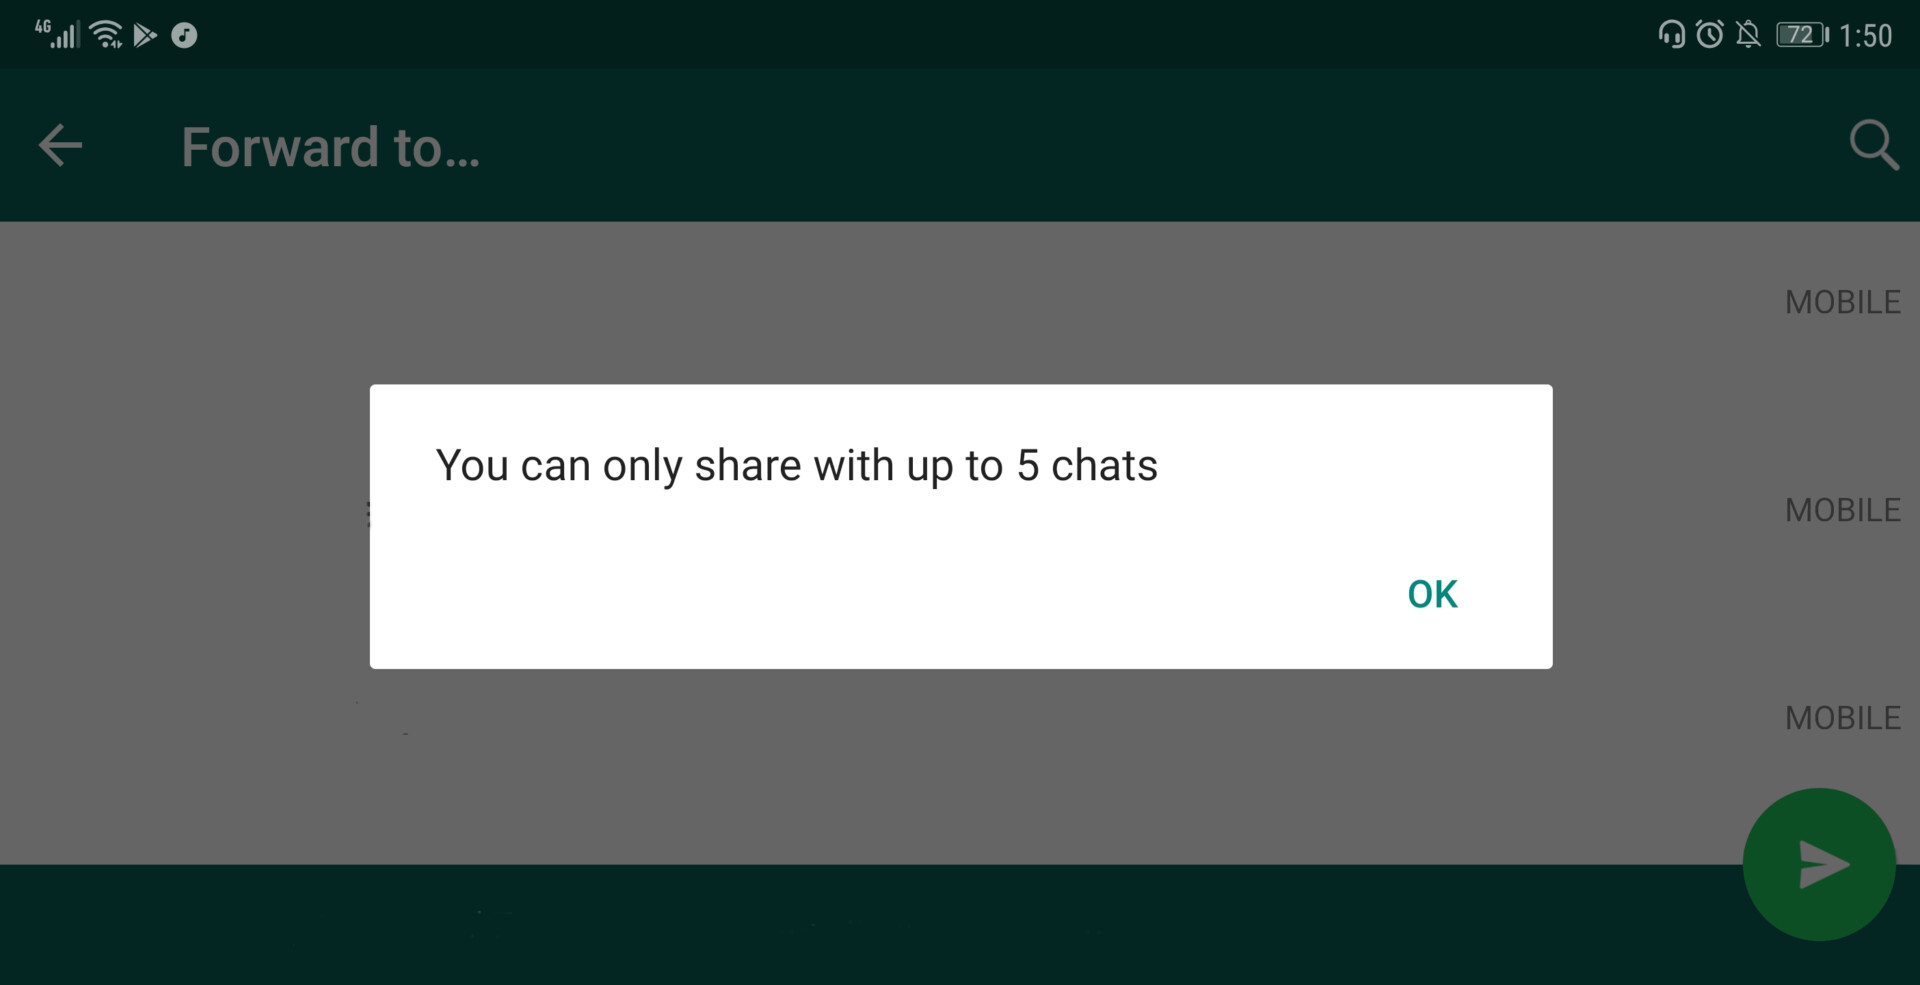 4G 72 1:50
Forward to…
MOBILE
You can only share with up to 5 chats
MOBILE
OK
MOBILE